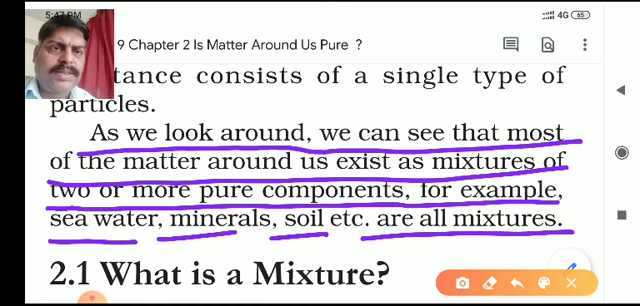 5:47 PM
4G 65
9 Chapter 2 Is Matter Around Us Pure ?
tance consists of a single type of
particles.
As we look around, we can see that most
of the matter around us exist as mixtures of
two or more pure components, for example,
sea water, minerals, soil etc. are all mixtures.
2.1 What is a Mixture?